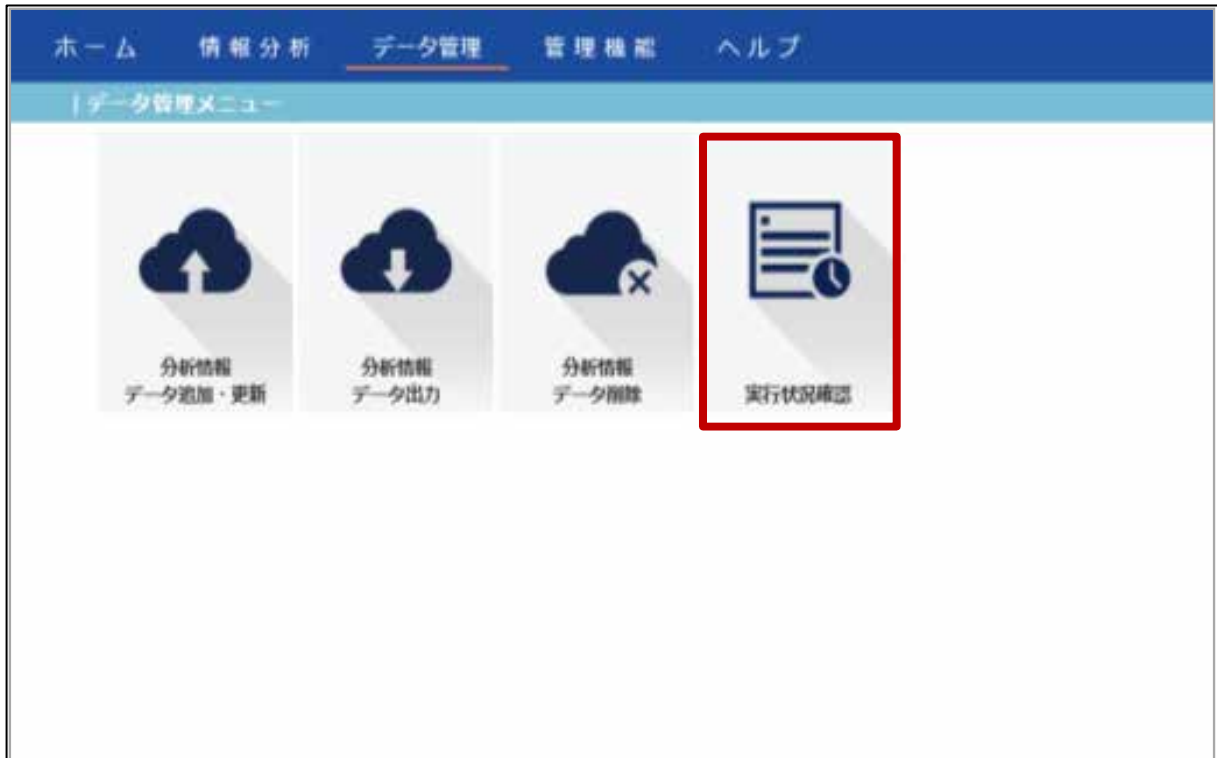 ホーム 情報分析 データ管理 管理機能 ヘルプ
|データ管理メニュー
分析情報
データ追加・更新
分析情報
データ出力
分析情報
データ削除
実行状況確認